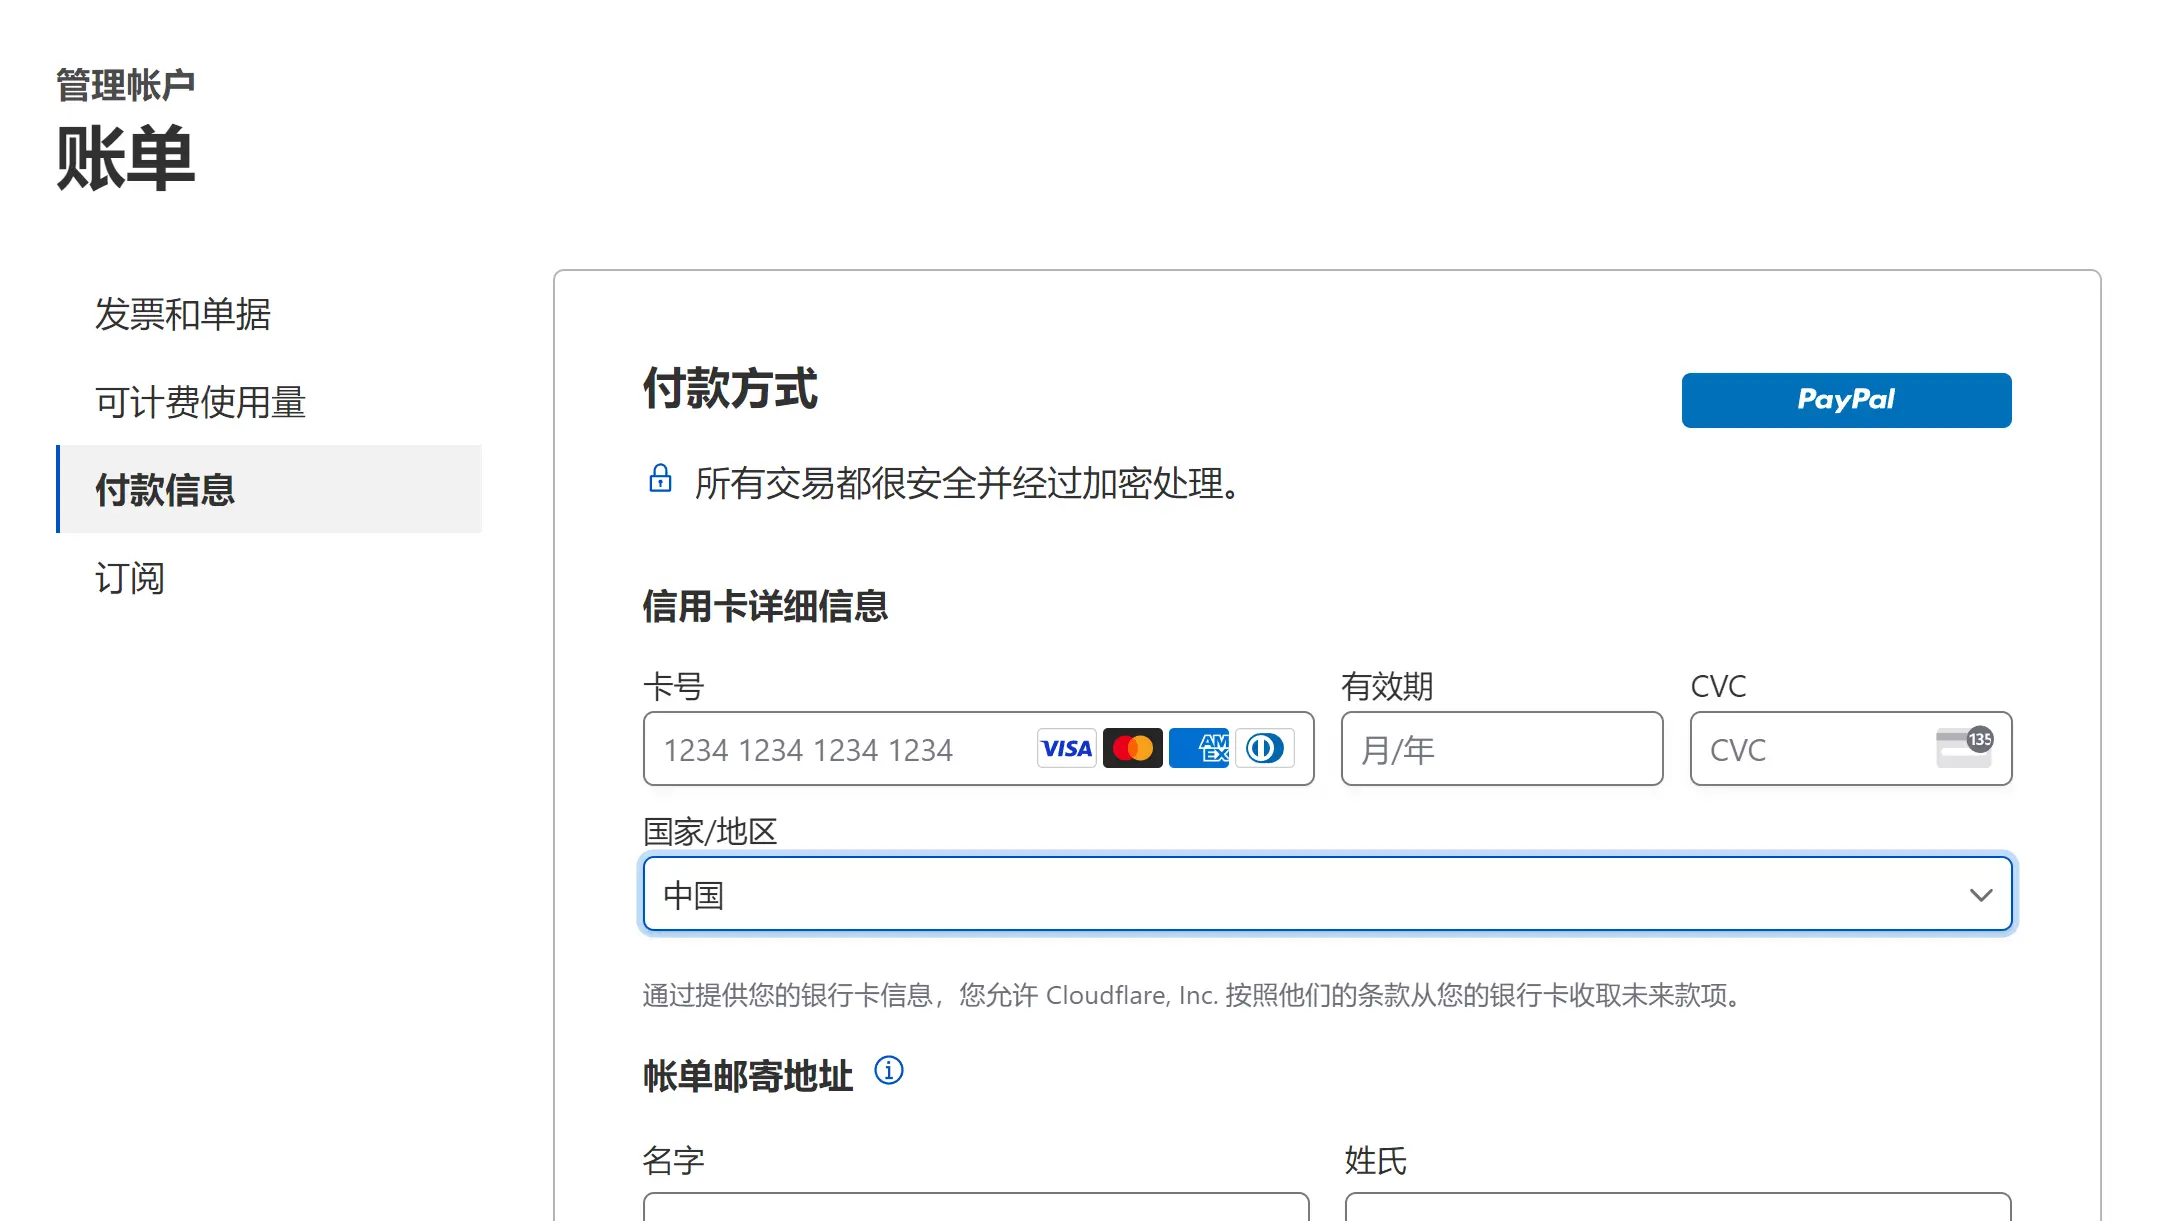 管理帐户
账单
发票和单据
可计费使用量
付款信息
订阅
付款方式
PayPal
所有交易都很安全并经过加密处理。
信用卡详细信息
卡号
有效期
CVC
1234 1234 1234 1234
VISA
AM
EX
月/年
CVC
135
国家/地区
中国
通过提供您的银行卡信息，您允许 Cloudflare, Inc. 按照他们的条款从您的银行卡收取未来款项。
帐单邮寄地址
名字
姓氏